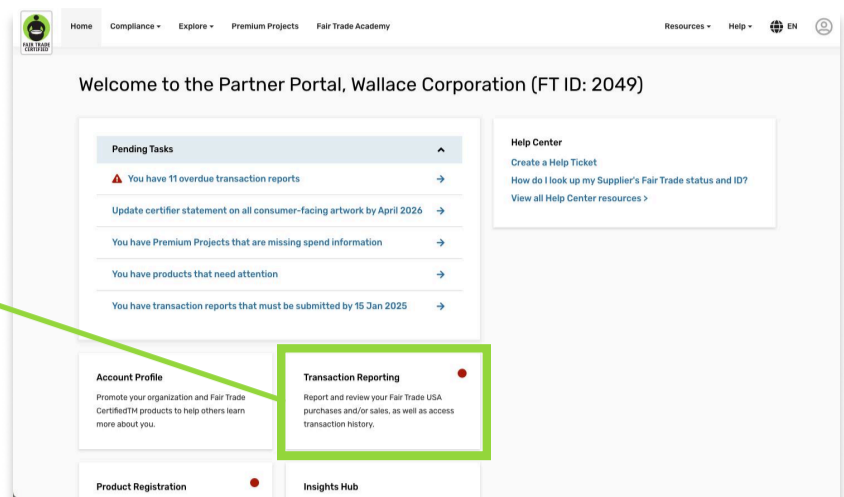 Home Compliance Explore Premium Projects Fair Trade Academy Resources Help EN
FAIR TRADE
CERTIFIED
Welcome to the Partner Portal, Wallace Corporation (FT ID: 2049)
Pending Tasks
You have 11 overdue transaction reports
Update certifier statement on all consumer-facing artwork by April 2026
You have Premium Projects that are missing spend information
You have products that need attention
You have transaction reports that must be submitted by 15 Jan 2025
Help Center
Create a Help Ticket
How do I look up my Supplier's Fair Trade status and ID?
View all Help Center resources >
Account Profile
Promote your organization and Fair Trade
CertifiedTM products to help others learn
more about you.
Transaction Reporting
Report and review your Fair Trade USA
purchases and/or sales, as well as access
transaction history.
Product Registration
Insights Hub